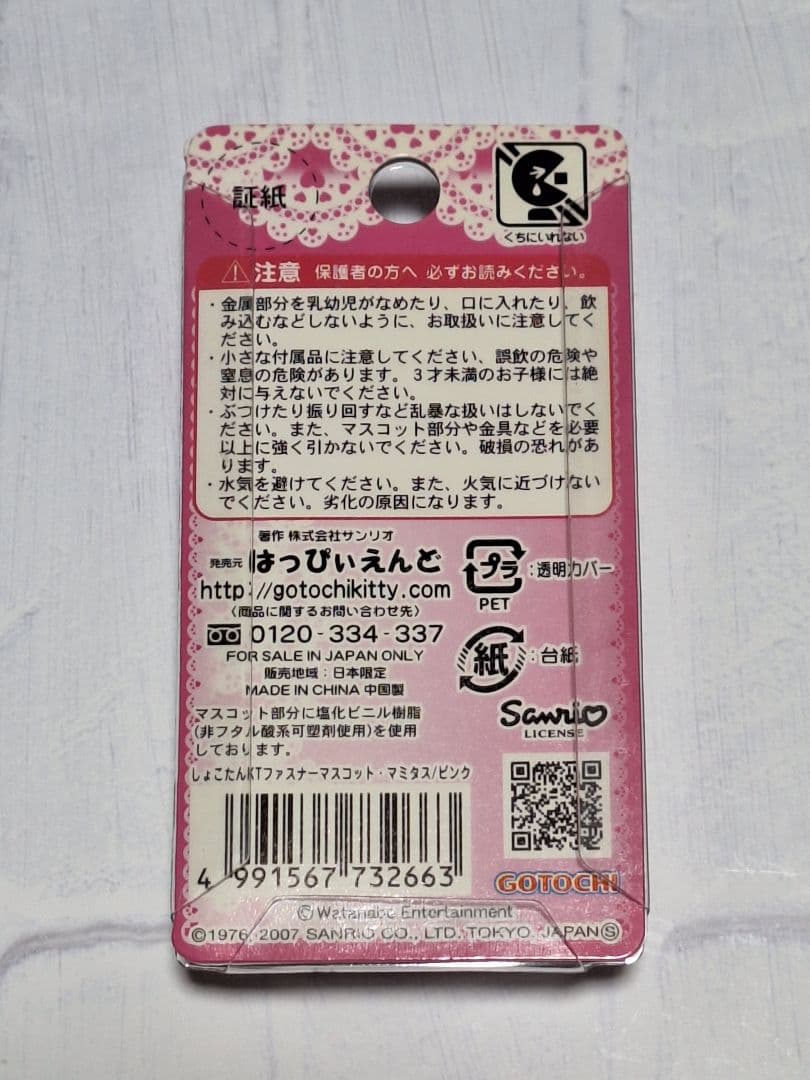 証紙
くちにいれない
注意 保護者の方へ 必ずお読みください。
・金属部分を乳幼児がなめたり、口に入れたり、飲
み込むなどしないように、お取扱いに注意してく
ださい。
・小さな付属品に注意してください、誤飲の危険や
窒息の危険があります。3才未満のお子様には絶
対に与えないでください。
・ぶつけたり振り回すなど乱暴な扱いはしないでく
ださい。また、マスコット部分や金具などを必要
以上に強く引かないでください。破損の恐れがあ
ります。
・水気を避けてください。また、火気に近づけない
でください。劣化の原因になります。
著作 株式会社サンリオ
発売元 はっぴぃえんど
http://gotochikitty.com
(商品に関するお問い合わせ先)
0120-334-337
FOR SALE IN JAPAN ONLY
販売地域：日本限定
MADE IN CHINA 中国製
プラ：透明カバー
PET
紙：台紙
マスコット部分に塩化ビニル樹脂
(非フタル酸系可塑剤使用)を使用
しております。
Sanrio
LICENSE
しょこたんKTファスナーマスコット・マミタス/ピンク
4 991567 732663
GOTOCHI
©Watanabe Entertainment
©1976, 2007 SANRIO CO., LTD. TOKYO, JAPAN Ⓢ